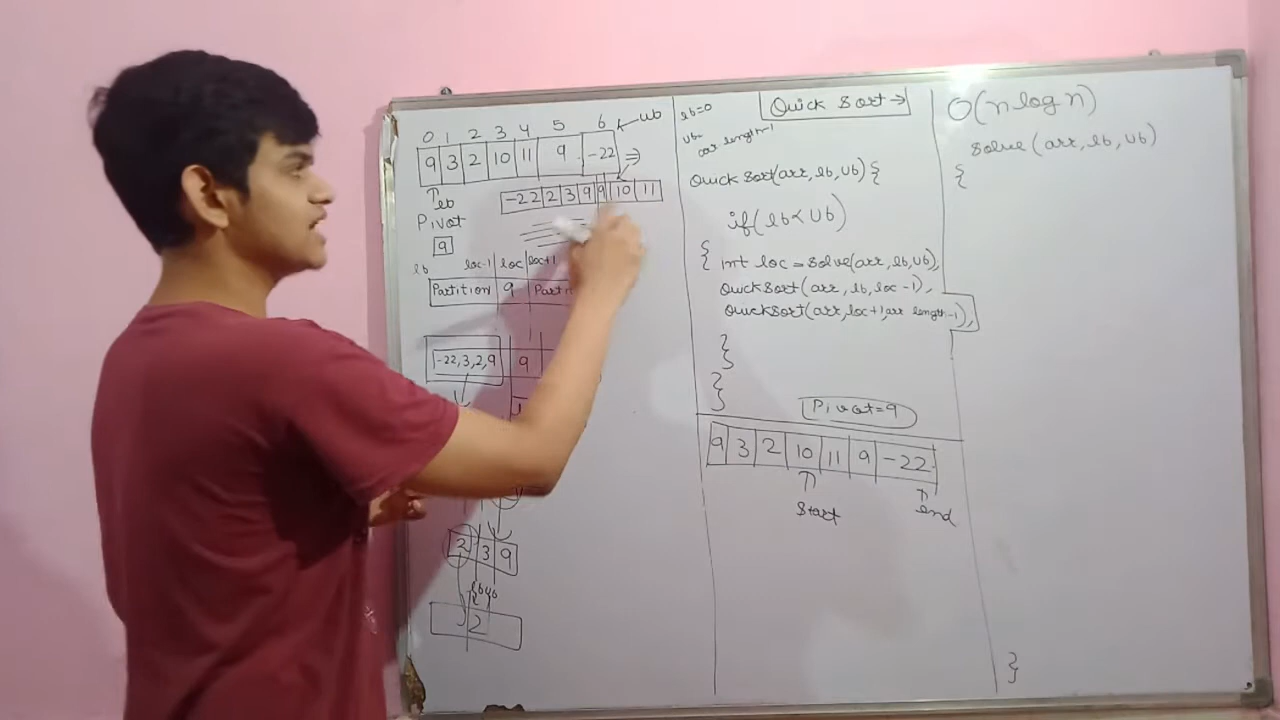 0 1 2 3 4 5 6 ub
9 3 2 10 11 9 -22 ⇒
lb
-22 2 3 9 9 10 11
Pivot
9
lb loc-1 loc loc+1
Partition 9
-22,3,2,9 9
2 3 9
lb ub
2
lb=0
ub=
arr length-1
Quick Sort→
QuickSort(arr,lb,ub){
if(lb<ub)
{ int loc=solve(arr,lb,ub),
QuickSort(arr,lb,loc-1),
QuickSort(arr,loc+1,arr length-1),
}
}
Pivot=9
9 3 2 10 11 9 -22
Start end
O(n log n)
Solve(arr,lb,ub)
{
}